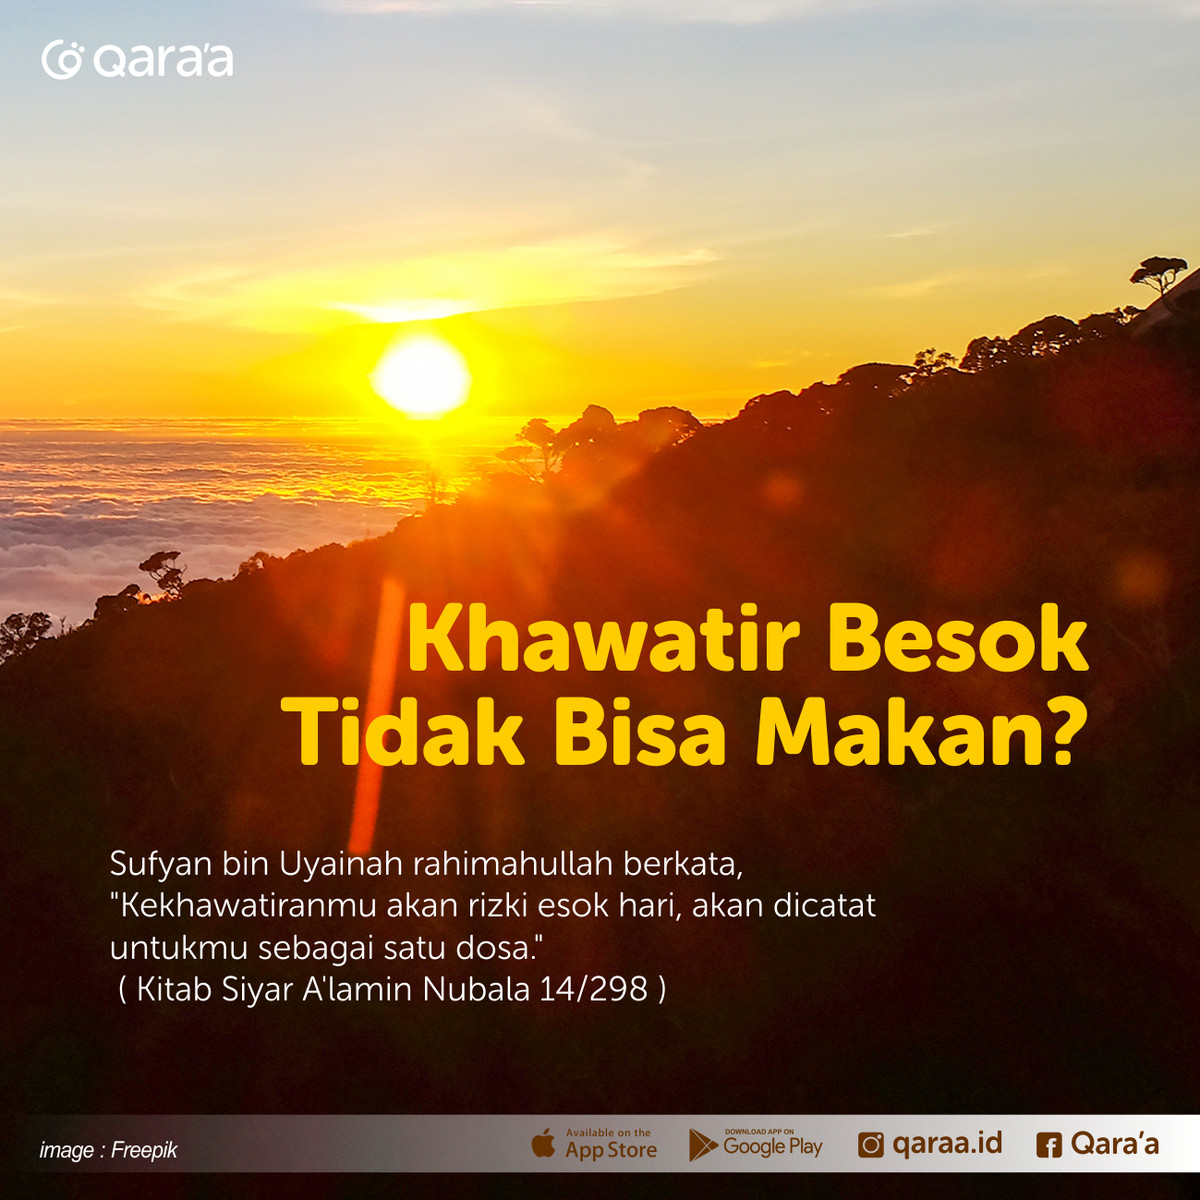 Qara'a
Khawatir Besok
Tidak Bisa Makan?
Sufyan bin Uyainah rahimahullah berkata,
"Kekhawatiranmu akan rizki esok hari, akan dicatat
untukmu sebagai satu dosa."
( Kitab Siyar A'lamin Nubala 14/298 )
image : Freepik
Available on the
App Store
DOWNLOAD APP ON
Google Play
qaraa.id
Qara'a